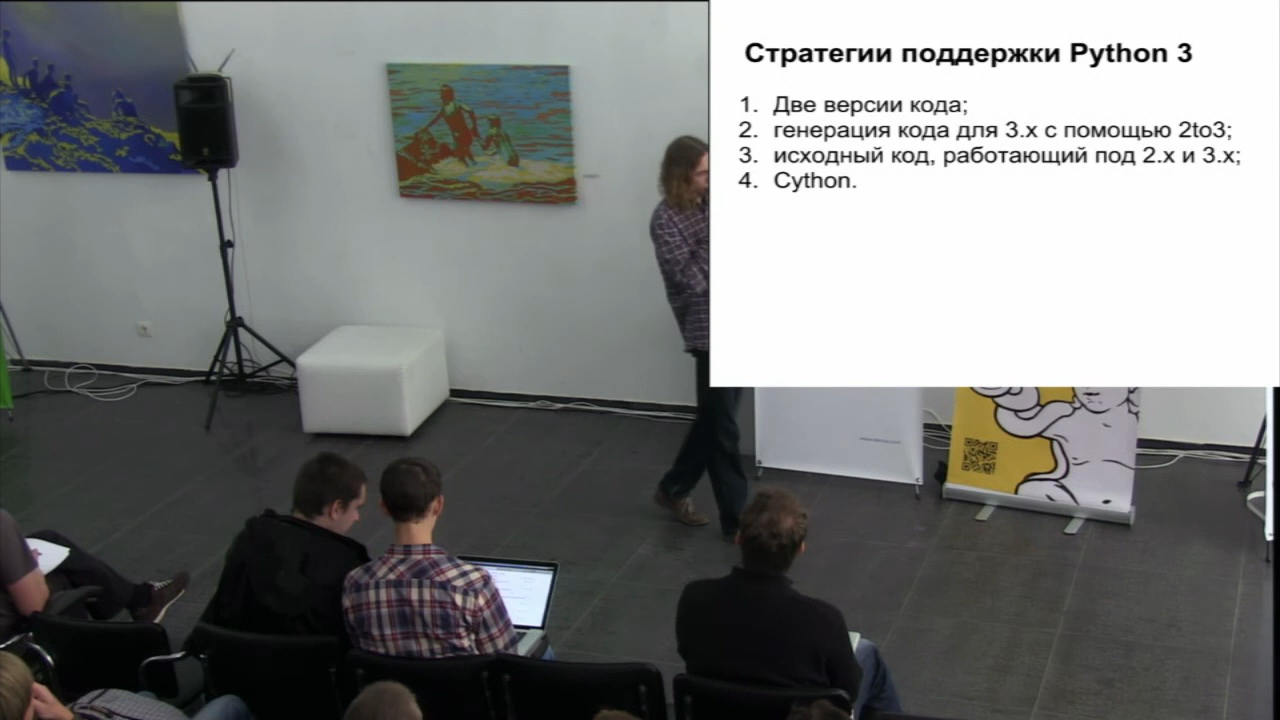 Стратегии поддержки Python 3
1. Две версии кода;
2. генерация кода для 3.x с помощью 2to3;
3. исходный код, работающий под 2.x и 3.x;
4. Cython.